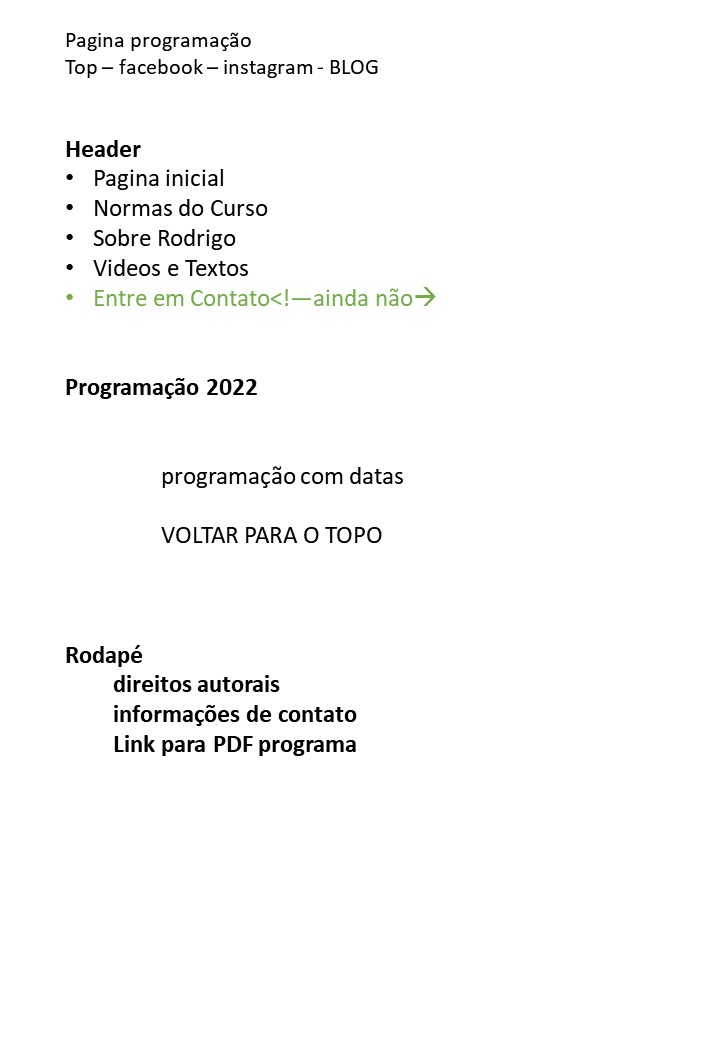 Pagina programação
Top – facebook – instagram - BLOG
Header
• Pagina inicial
• Normas do Curso
• Sobre Rodrigo
• Videos e Textos
• Entre em Contato<!—ainda não→
Programação 2022
programação com datas
VOLTAR PARA O TOPO
Rodapé
direitos autorais
informações de contato
Link para PDF programa